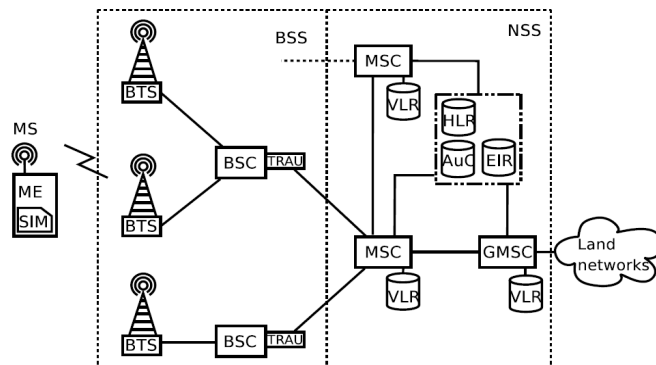 BSS
NSS
MSC
BTS
VLR
HLR
MS
BSC
TRAU
AuC
EIR
ME
SIM
BTS
MSC
GMSC
Land
networks
VLR
VLR
BTS
BSC
TRAU